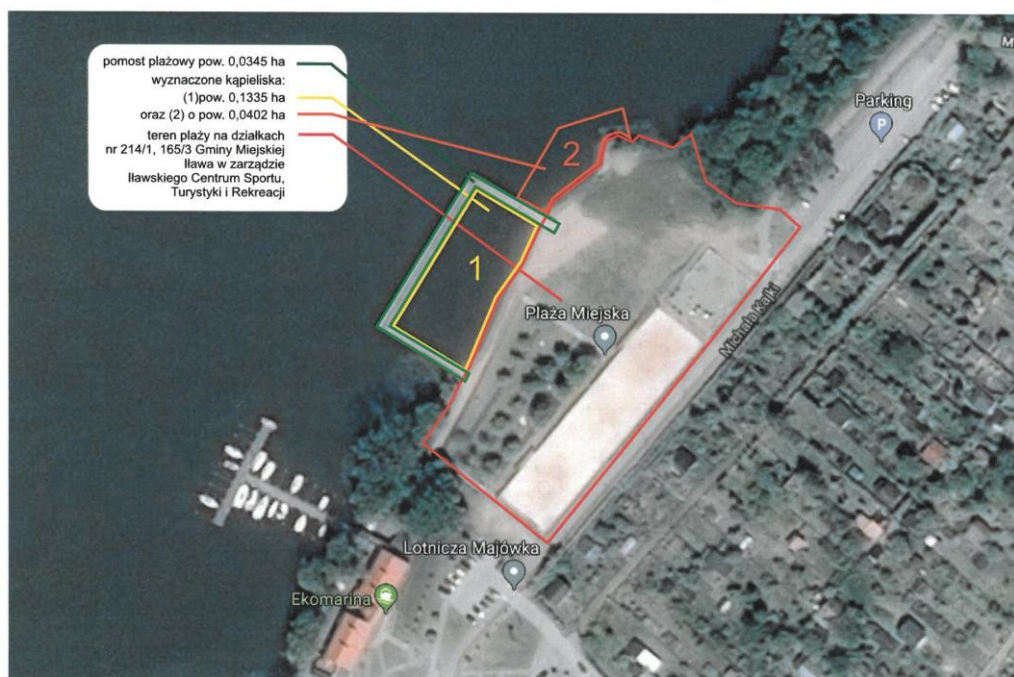 pomost plażowy pow. 0,0345 ha
wyznaczone kąpieliska:
(1)pow. 0,1335 ha
oraz (2) o pow. 0,0402 ha
teren plaży na działkach
nr 214/1, 165/3 Gminy Miejskiej
Iława w zarządzie
Iławskiego Centrum Sportu,
Turystyki i Rekreacji
M
Parking
P
2
1
Plaża Miejska
Michała Kajki
Lotnicza Majówka
Ekomarina